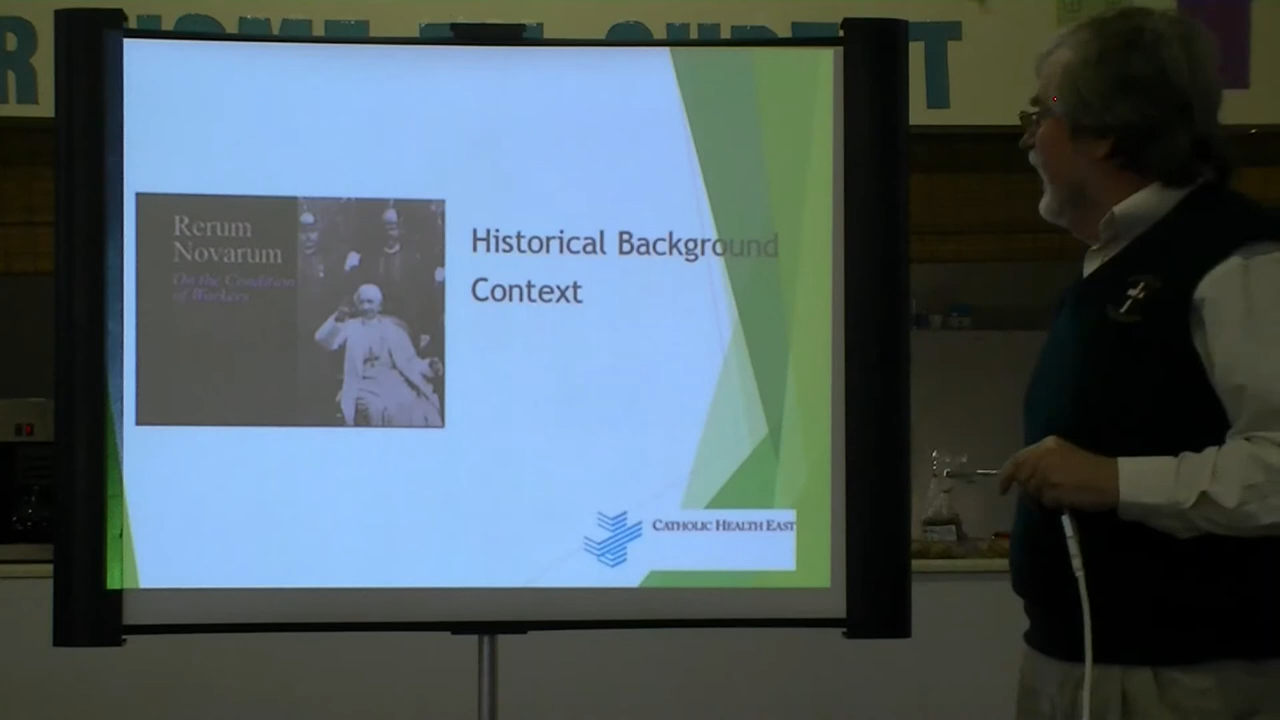 Rerum
Novarum
On the Condition
of Workers
Historical Background
Context
CATHOLIC HEALTH EAST